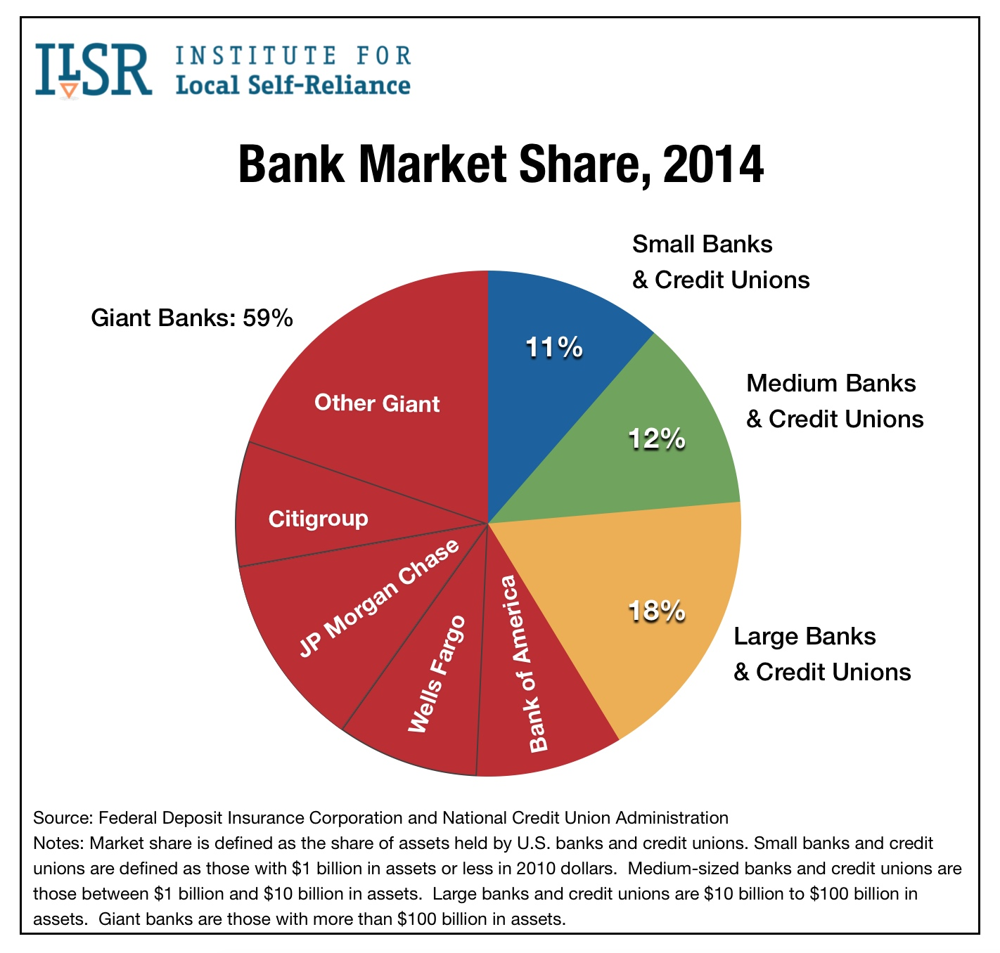 ILSR
INSTITUTE FOR
Local Self-Reliance
Bank Market Share, 2014
Small Banks
& Credit Unions
Giant Banks: 59%
11%
Medium Banks
& Credit Unions
Other Giant
12%
Citigroup
JP Morgan Chase
Wells Fargo
Bank of America
18%
Large Banks
& Credit Unions
Source: Federal Deposit Insurance Corporation and National Credit Union Administration
Notes: Market share is defined as the share of assets held by U.S. banks and credit unions. Small banks and credit
unions are defined as those with $1 billion in assets or less in 2010 dollars.  Medium-sized banks and credit unions are
those between $1 billion and $10 billion in assets.  Large banks and credit unions are $10 billion to $100 billion in
assets.  Giant banks are those with more than $100 billion in assets.